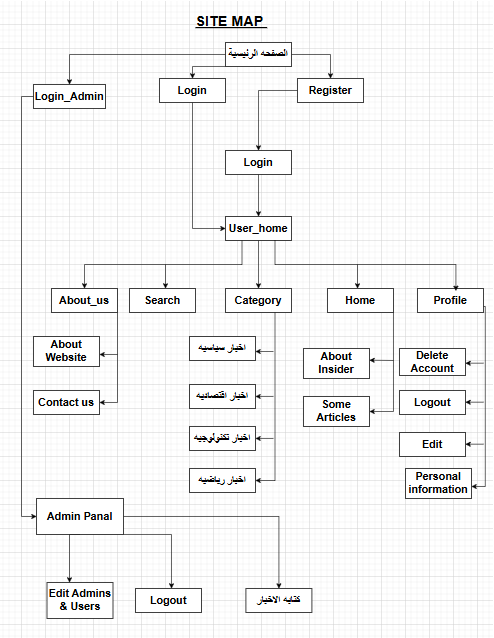 SITE MAP
الصفحه الرئيسية
Login_Admin
Login
Register
Login
User_home
About_us
Search
Category
Home
Profile
About
Website
Contact us
اخبار سياسيه
اخبار اقتصاديه
اخبار تكنولوجيه
اخبار رياضيه
About
Insider
Some
Articles
Delete
Account
Logout
Edit
Personal
information
Admin Panal
Edit Admins
& Users
Logout
كتابه الاخبار